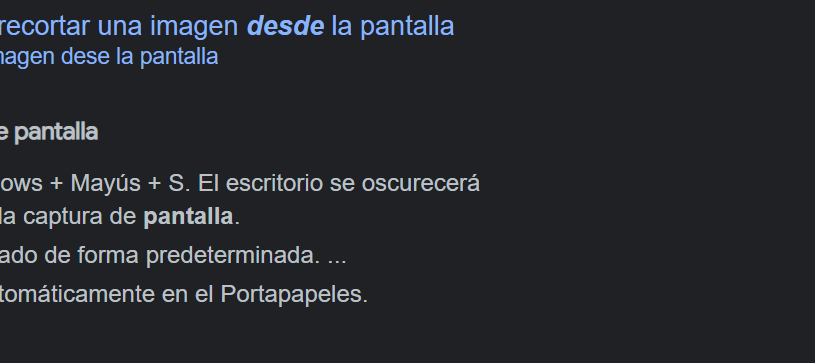 recortar una imagen desde la pantalla
magen dese la pantalla
e pantalla
ows + Mayús + S. El escritorio se oscurecerá
la captura de pantalla.
ado de forma predeterminada. ...
tomáticamente en el Portapapeles.